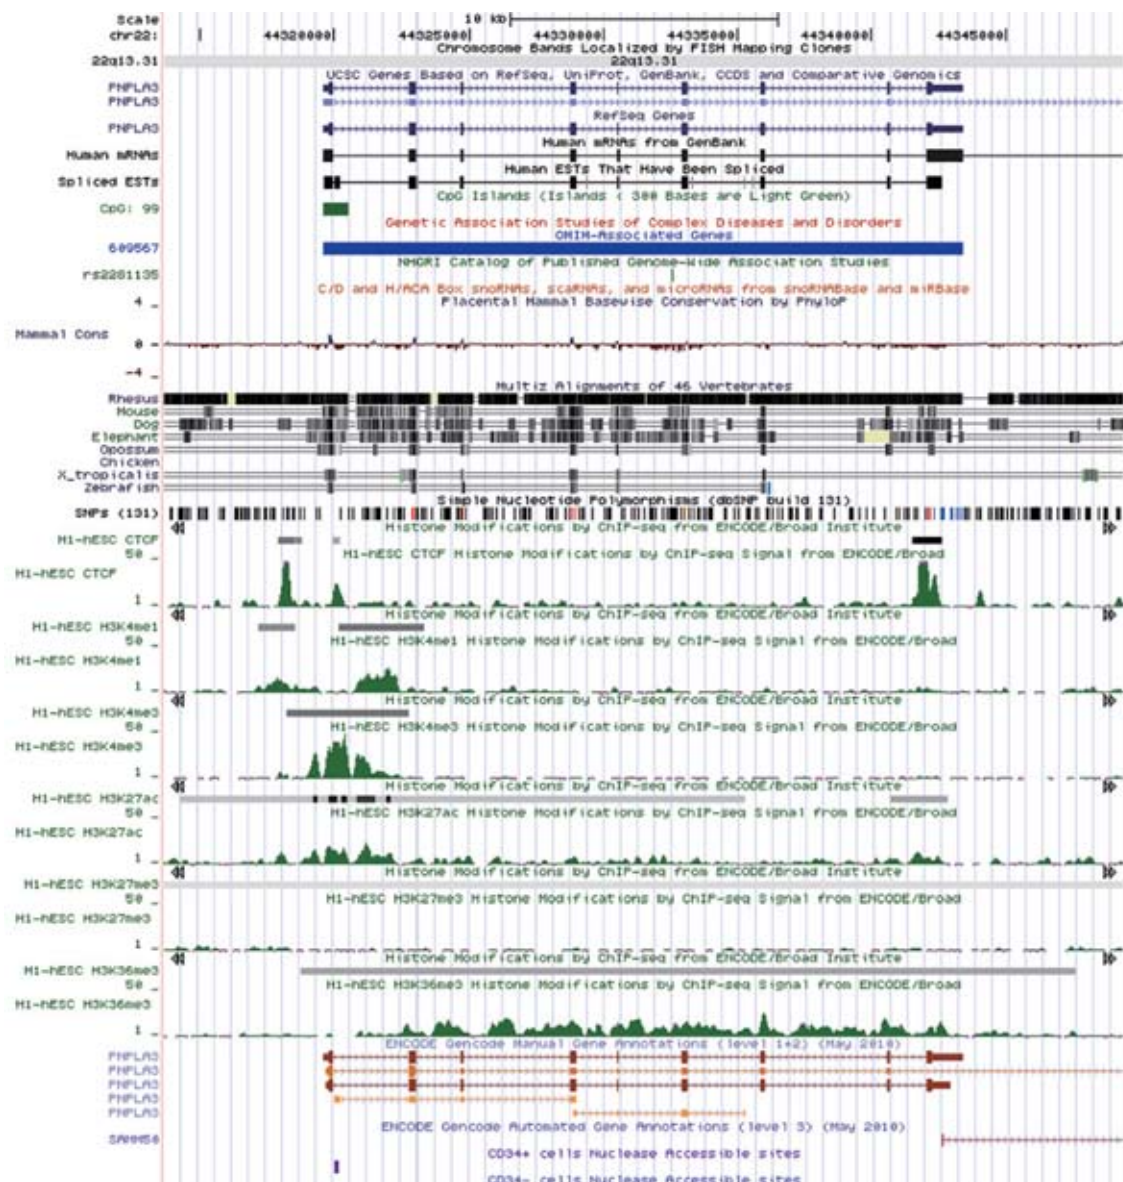 Scale 10 kb
chr22: 44320000 44325000 44330000 44335000 44340000 44345000
Chromosome Bands Localized by FISH Mapping Clones
22q13.31 22q13.31
UCSC Genes Based on RefSeq, UniProt, GenBank, CCDS and Comparative Genomics
PNPLA3
PNPLA3
RefSeq Genes
PNPLA3
Human mRNAs from GenBank
Human mRNAs
Human ESTs That Have Been Spliced
Spliced ESTs
CpG Islands (Islands < 300 Bases are Light Green)
CpG: 99
Genetic Association Studies of Complex Diseases and Disorders
OMIM-Associated Genes
609567
NHGRI Catalog of Published Genome-Wide Association Studies
rs2281135
C/D and H/ACA Box snoRNAs, scaRNAs, and microRNAs from snoRNABase and miRBase
Placental Mammal Basewise Conservation by PhyloP
4 _
Mammal Cons
0 _
-4 _
Multiz Alignments of 46 Vertebrates
Rhesus
Mouse
Dog
Elephant
Opossum
Chicken
X_tropicalis
Zebrafish
Simple Nucleotide Polymorphisms (dbSNP build 131)
SNPs (131)
Histone Modifications by ChIP-seq from ENCODE/Broad Institute
H1-hESC CTCF
50 _ H1-hESC CTCF Histone Modifications by ChIP-seq Signal from ENCODE/Broad
H1-hESC CTCF
1 _
Histone Modifications by ChIP-seq from ENCODE/Broad Institute
H1-hESC H3K4me1
50 _ H1-hESC H3K4me1 Histone Modifications by ChIP-seq Signal from ENCODE/Broad
H1-hESC H3K4me1
1 _
Histone Modifications by ChIP-seq from ENCODE/Broad Institute
H1-hESC H3K4me3
50 _ H1-hESC H3K4me3 Histone Modifications by ChIP-seq Signal from ENCODE/Broad
H1-hESC H3K4me3
1 _
Histone Modifications by ChIP-seq from ENCODE/Broad Institute
H1-hESC H3K27ac
50 _ H1-hESC H3K27ac Histone Modifications by ChIP-seq Signal from ENCODE/Broad
H1-hESC H3K27ac
1 _
Histone Modifications by ChIP-seq from ENCODE/Broad Institute
H1-hESC H3K27me3
50 _ H1-hESC H3K27me3 Histone Modifications by ChIP-seq Signal from ENCODE/Broad
H1-hESC H3K27me3
1 _
Histone Modifications by ChIP-seq from ENCODE/Broad Institute
H1-hESC H3K36me3
50 _ H1-hESC H3K36me3 Histone Modifications by ChIP-seq Signal from ENCODE/Broad
H1-hESC H3K36me3
1 _
ENCODE Gencode Manual Gene Annotations (level 1+2) (May 2010)
PNPLA3
PNPLA3
PNPLA3
PNPLA3
PNPLA3
ENCODE Gencode Automated Gene Annotations (level 3) (May 2010)
SAMM50
CD34+ cells Nuclease Accessible sites
CD34- cells Nuclease Accessible sites